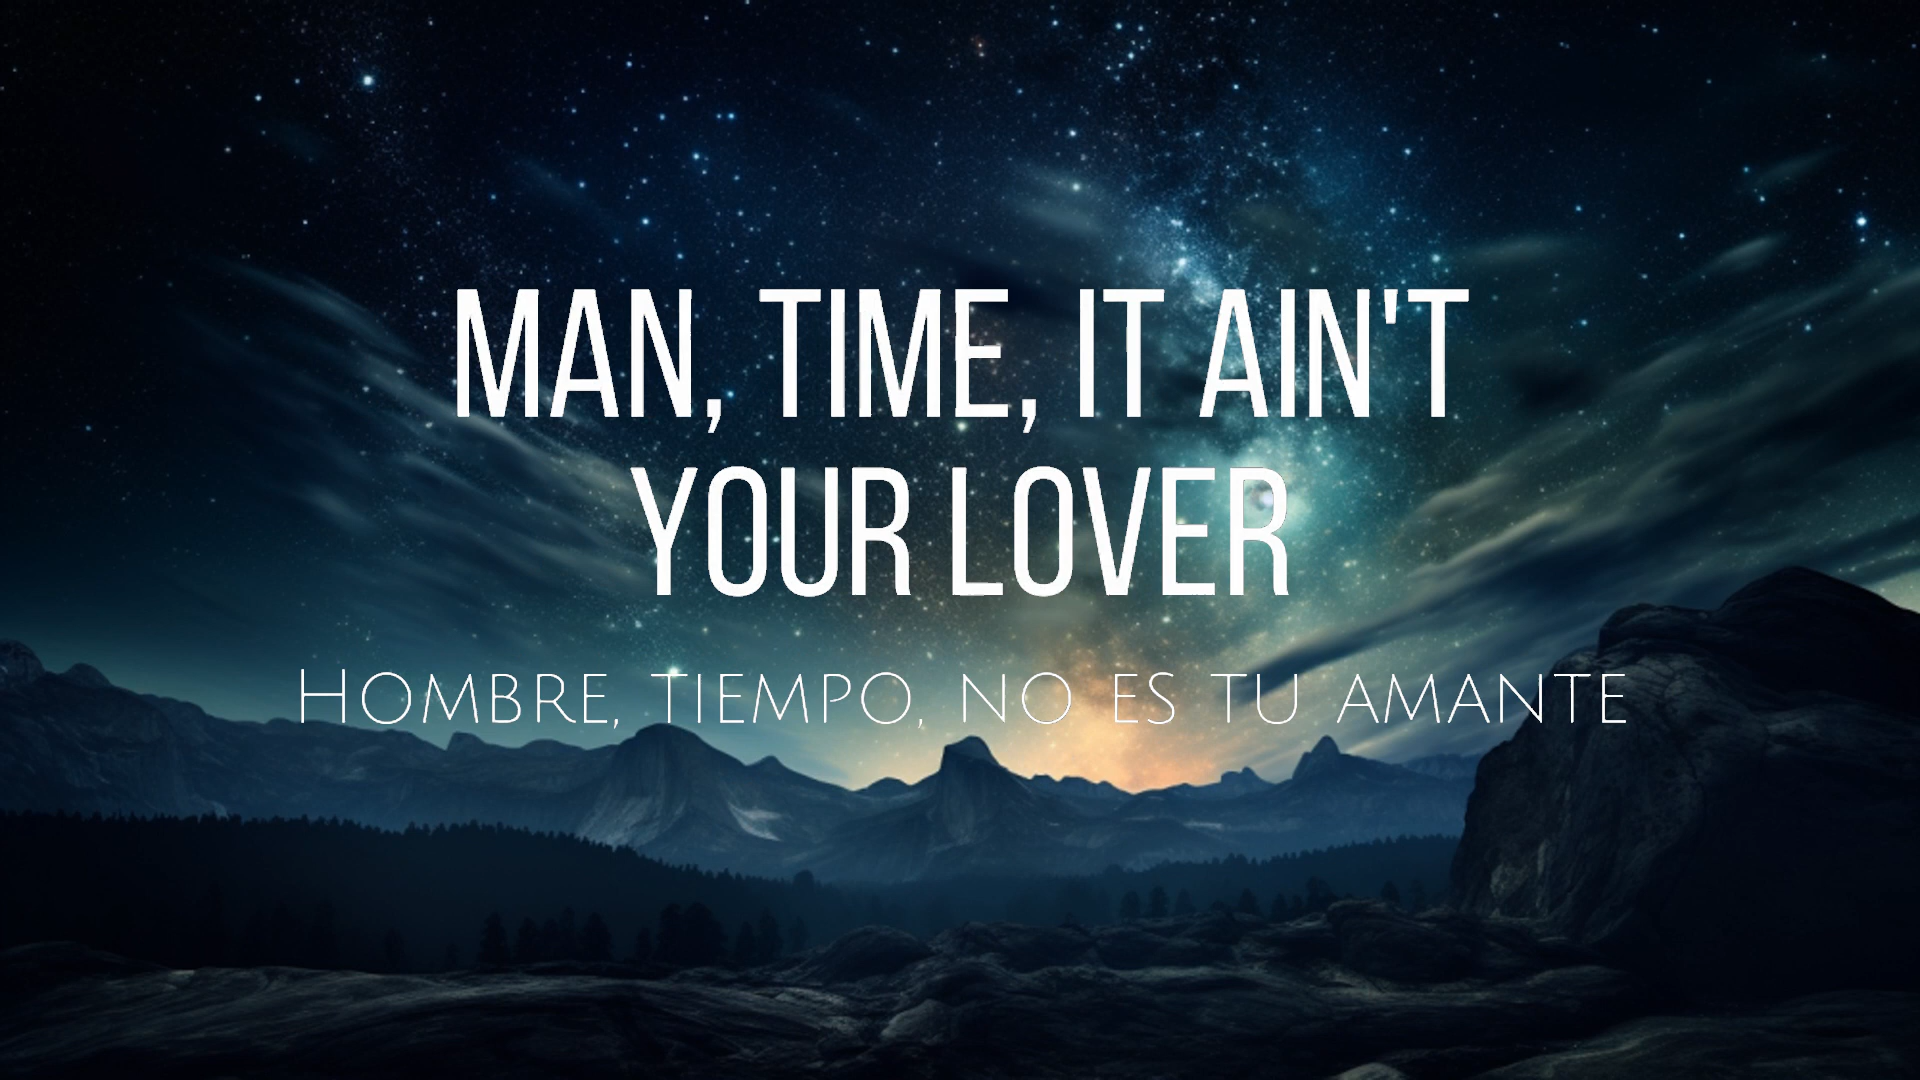 MAN, TIME, IT AIN'T
YOUR LOVER
HOMBRE, TIEMPO, NO ES TU AMANTE